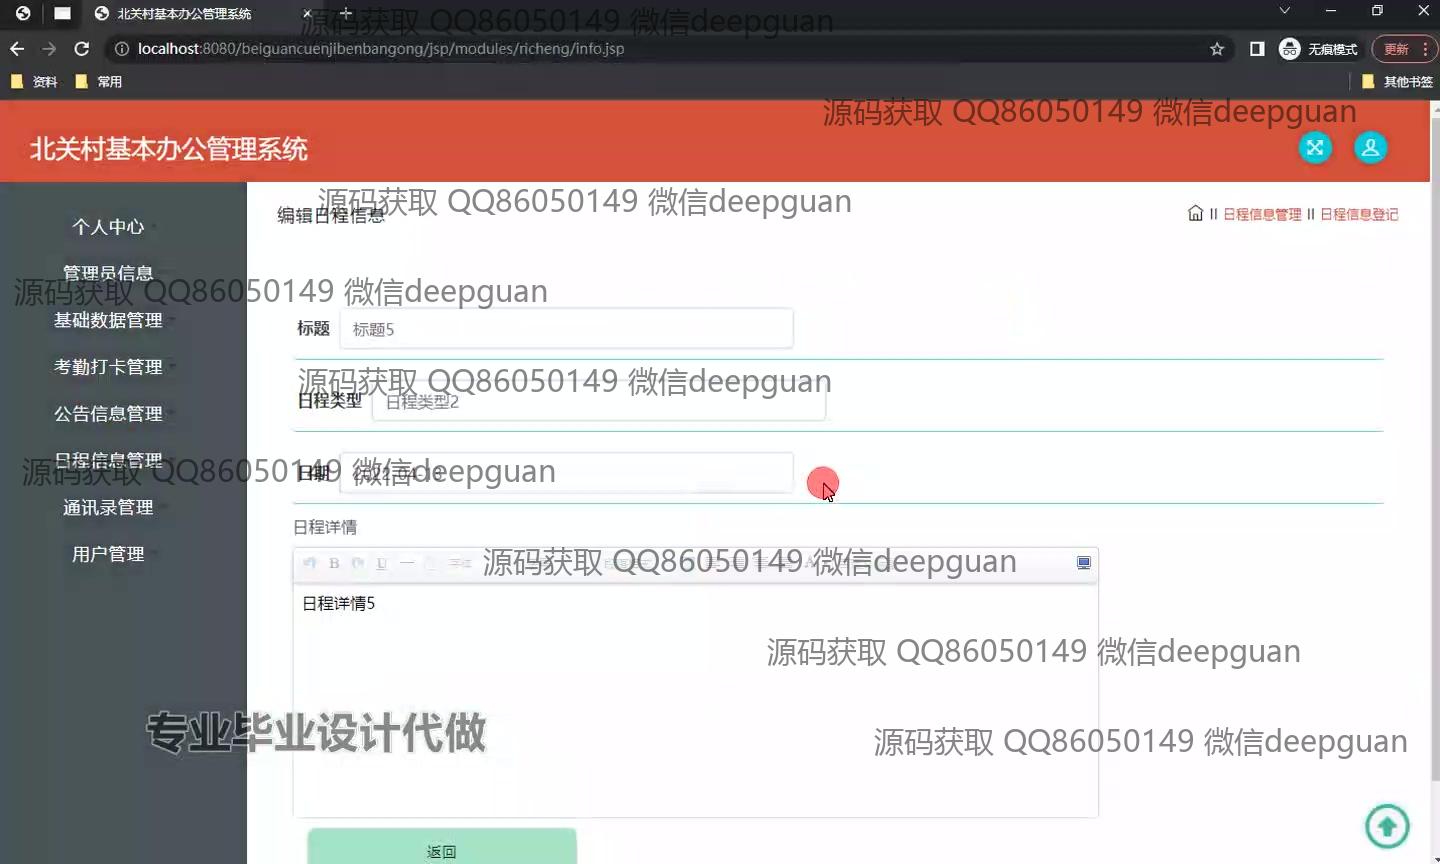 北关村基本办公管理系统
源码获取 QQ86050149 微信deepguan
localhost:8080/beiguancuenjibenbangong/jsp/modules/richeng/info.jsp
无痕模式
更新
资料
常用
其他书签
源码获取 QQ86050149 微信deepguan
北关村基本办公管理系统
源码获取 QQ86050149 微信deepguan
编辑日程信息
日程信息管理 日程信息登记
个人中心
管理员信息
源码获取 QQ86050149 微信deepguan
基础数据管理
标题 标题5
考勤打卡管理
源码获取 QQ86050149 微信deepguan
日程类型 日程类型2
公告信息管理
日程信息管理
源码获取 QQ86050149 微信deepguan
日期
通讯录管理
日程详情
用户管理
源码获取 QQ86050149 微信deepguan
日程详情5
源码获取 QQ86050149 微信deepguan
专业毕业设计代做
源码获取 QQ86050149 微信deepguan
返回